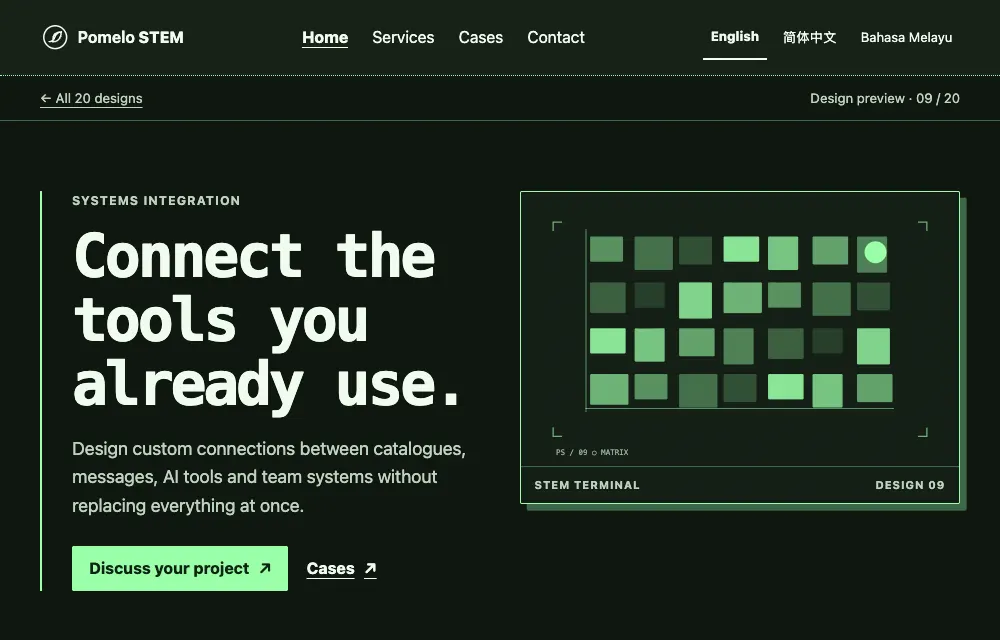 Pomelo STEM
Home Services Cases Contact
English 简体中文 Bahasa Melayu
← All 20 designs
Design preview · 09 / 20
SYSTEMS INTEGRATION
Connect the
tools you
already use.
Design custom connections between catalogues,
messages, AI tools and team systems without
replacing everything at once.
Discuss your project ↗
Cases ↗
PS / 09 ○ MATRIX
STEM TERMINAL
DESIGN 09